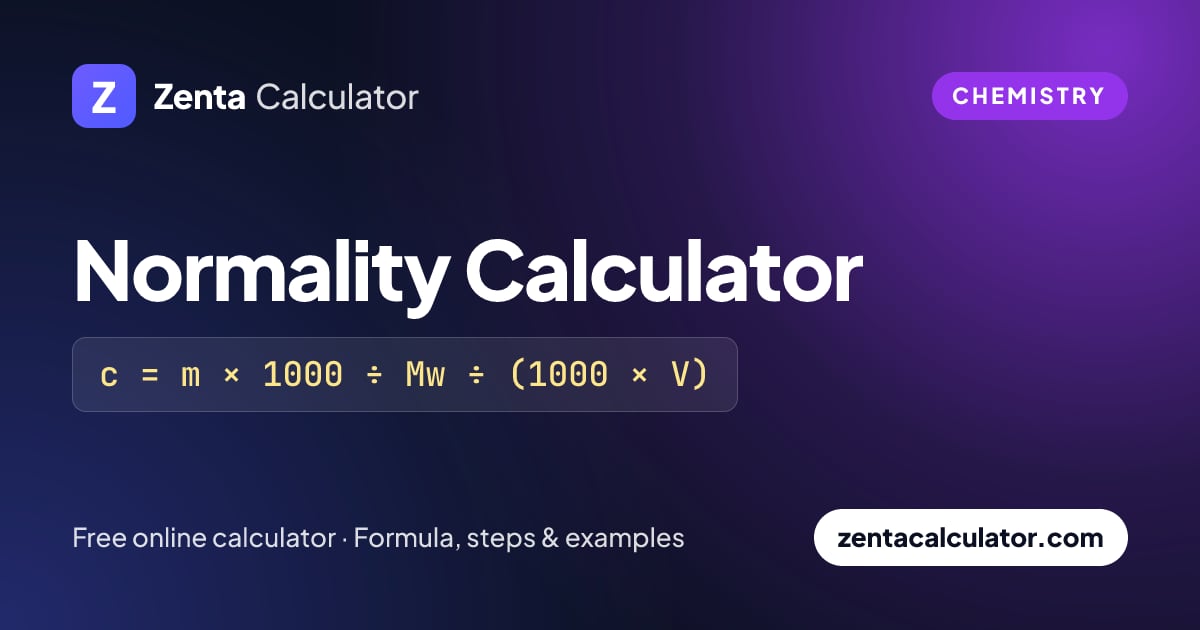 Z
Zenta Calculator
CHEMISTRY
Normality Calculator
c = m × 1000 ÷ Mw ÷ (1000 × V)
Free online calculator · Formula, steps & examples
zentacalculator.com